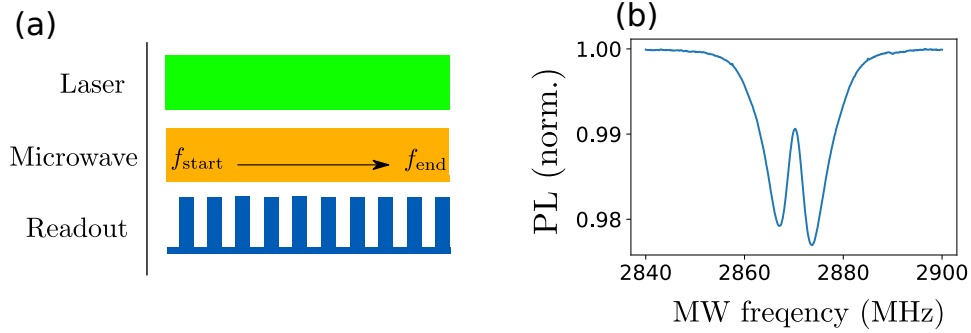 (a)
Laser
Microwave
f_start
f_end
Readout
(b)
PL (norm.)
1.00
0.99
0.98
2840
2860
2880
2900
MW freqency (MHz)